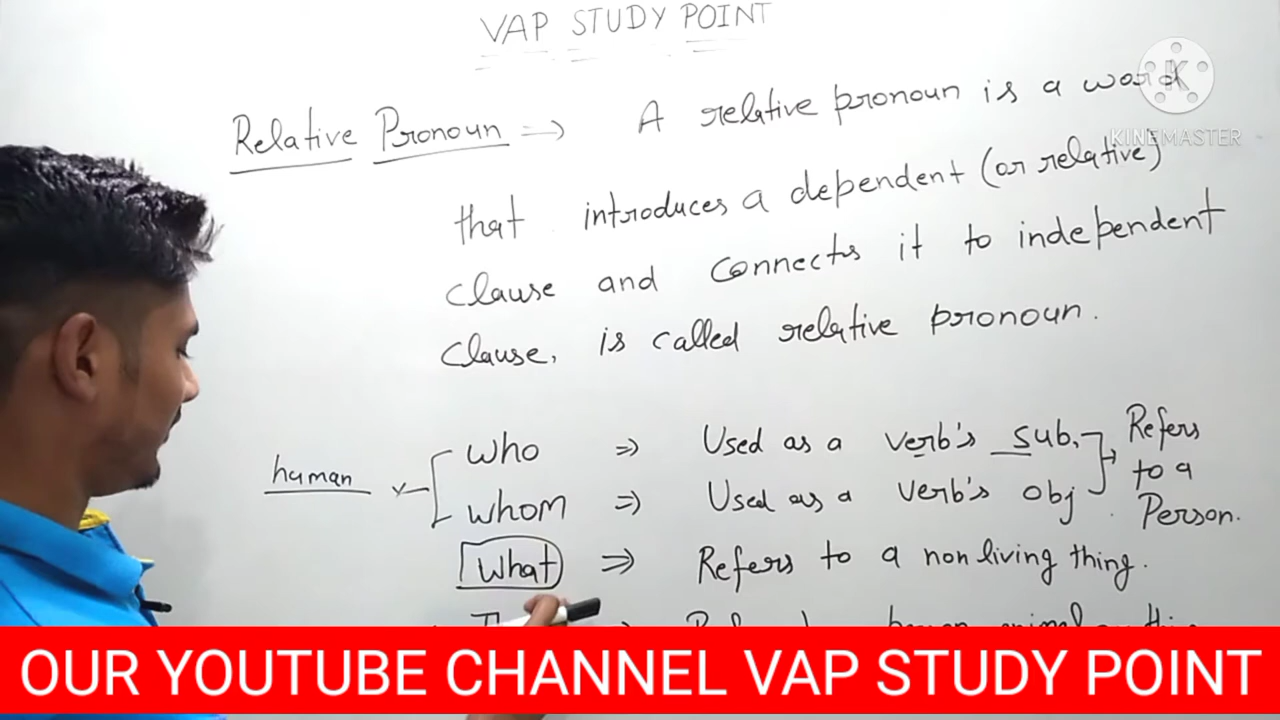 VAP STUDY POINT
Relative Pronoun => A relative pronoun is a word
KINEMASTER
that introduces a dependent (or relative)
clause and connects it to independent
clause, is called relative pronoun.
human who => Used as a verb's sub. Refers
whom => Used as a verb's obj to a
Person.
What => Refers to a non living thing.
OUR YOUTUBE CHANNEL VAP STUDY POINT